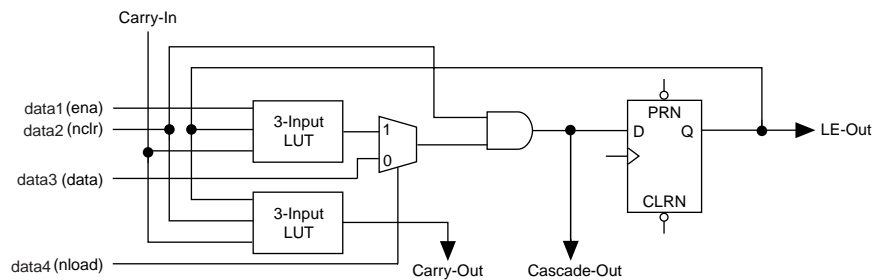 Carry-In
data1 (ena)
data2 (nclr)
3-Input
LUT
1
0
PRN
D
Q
LE-Out
data3 (data)
3-Input
LUT
CLRN
data4 (nload)
Carry-Out
Cascade-Out